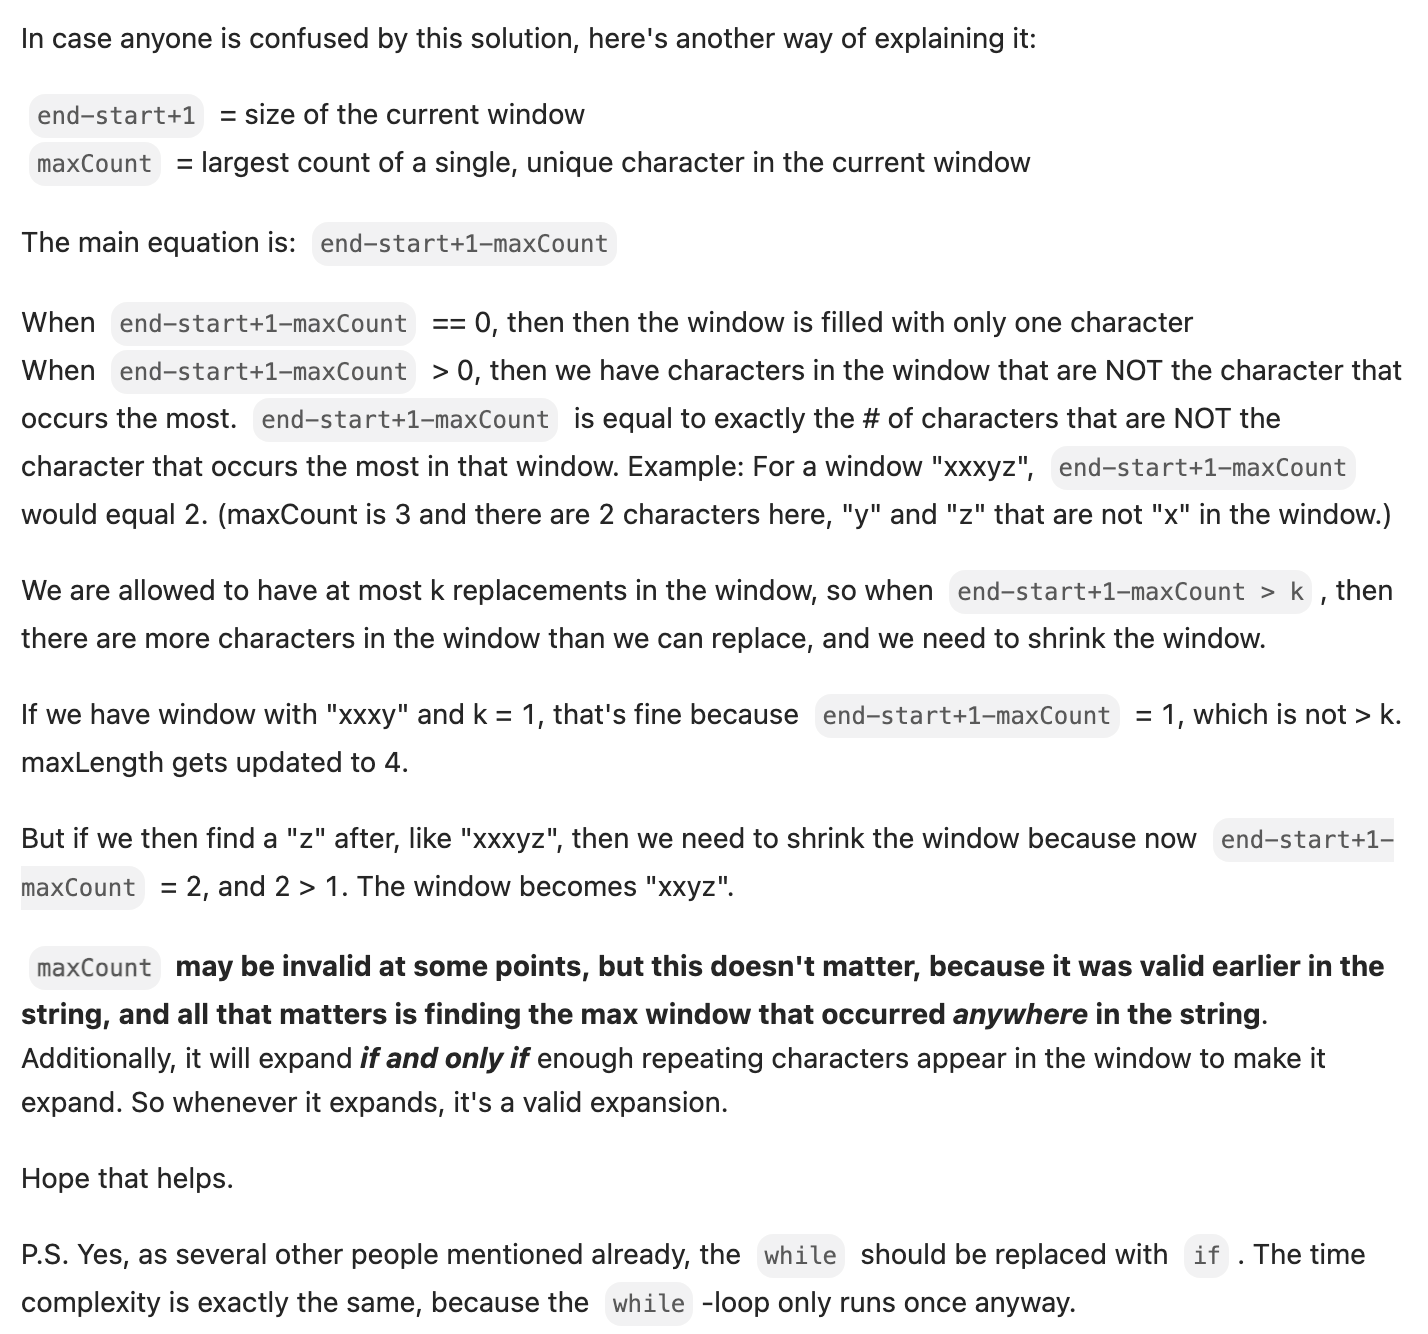 In case anyone is confused by this solution, here's another way of explaining it:
end-start+1 = size of the current window
maxCount = largest count of a single, unique character in the current window
The main equation is: end-start+1-maxCount
When end-start+1-maxCount == 0, then then the window is filled with only one character
When end-start+1-maxCount > 0, then we have characters in the window that are NOT the character that
occurs the most. end-start+1-maxCount is equal to exactly the # of characters that are NOT the
character that occurs the most in that window. Example: For a window "xxxyz", end-start+1-maxCount
would equal 2. (maxCount is 3 and there are 2 characters here, "y" and "z" that are not "x" in the window.)
We are allowed to have at most k replacements in the window, so when end-start+1-maxCount > k , then
there are more characters in the window than we can replace, and we need to shrink the window.
If we have window with "xxxy" and k = 1, that's fine because end-start+1-maxCount = 1, which is not > k.
maxLength gets updated to 4.
But if we then find a "z" after, like "xxxyz", then we need to shrink the window because now end-start+1-
maxCount = 2, and 2 > 1. The window becomes "xxyz".
maxCount may be invalid at some points, but this doesn't matter, because it was valid earlier in the
string, and all that matters is finding the max window that occurred anywhere in the string.
Additionally, it will expand if and only if enough repeating characters appear in the window to make it
expand. So whenever it expands, it's a valid expansion.
Hope that helps.
P.S. Yes, as several other people mentioned already, the while should be replaced with if . The time
complexity is exactly the same, because the while -loop only runs once anyway.